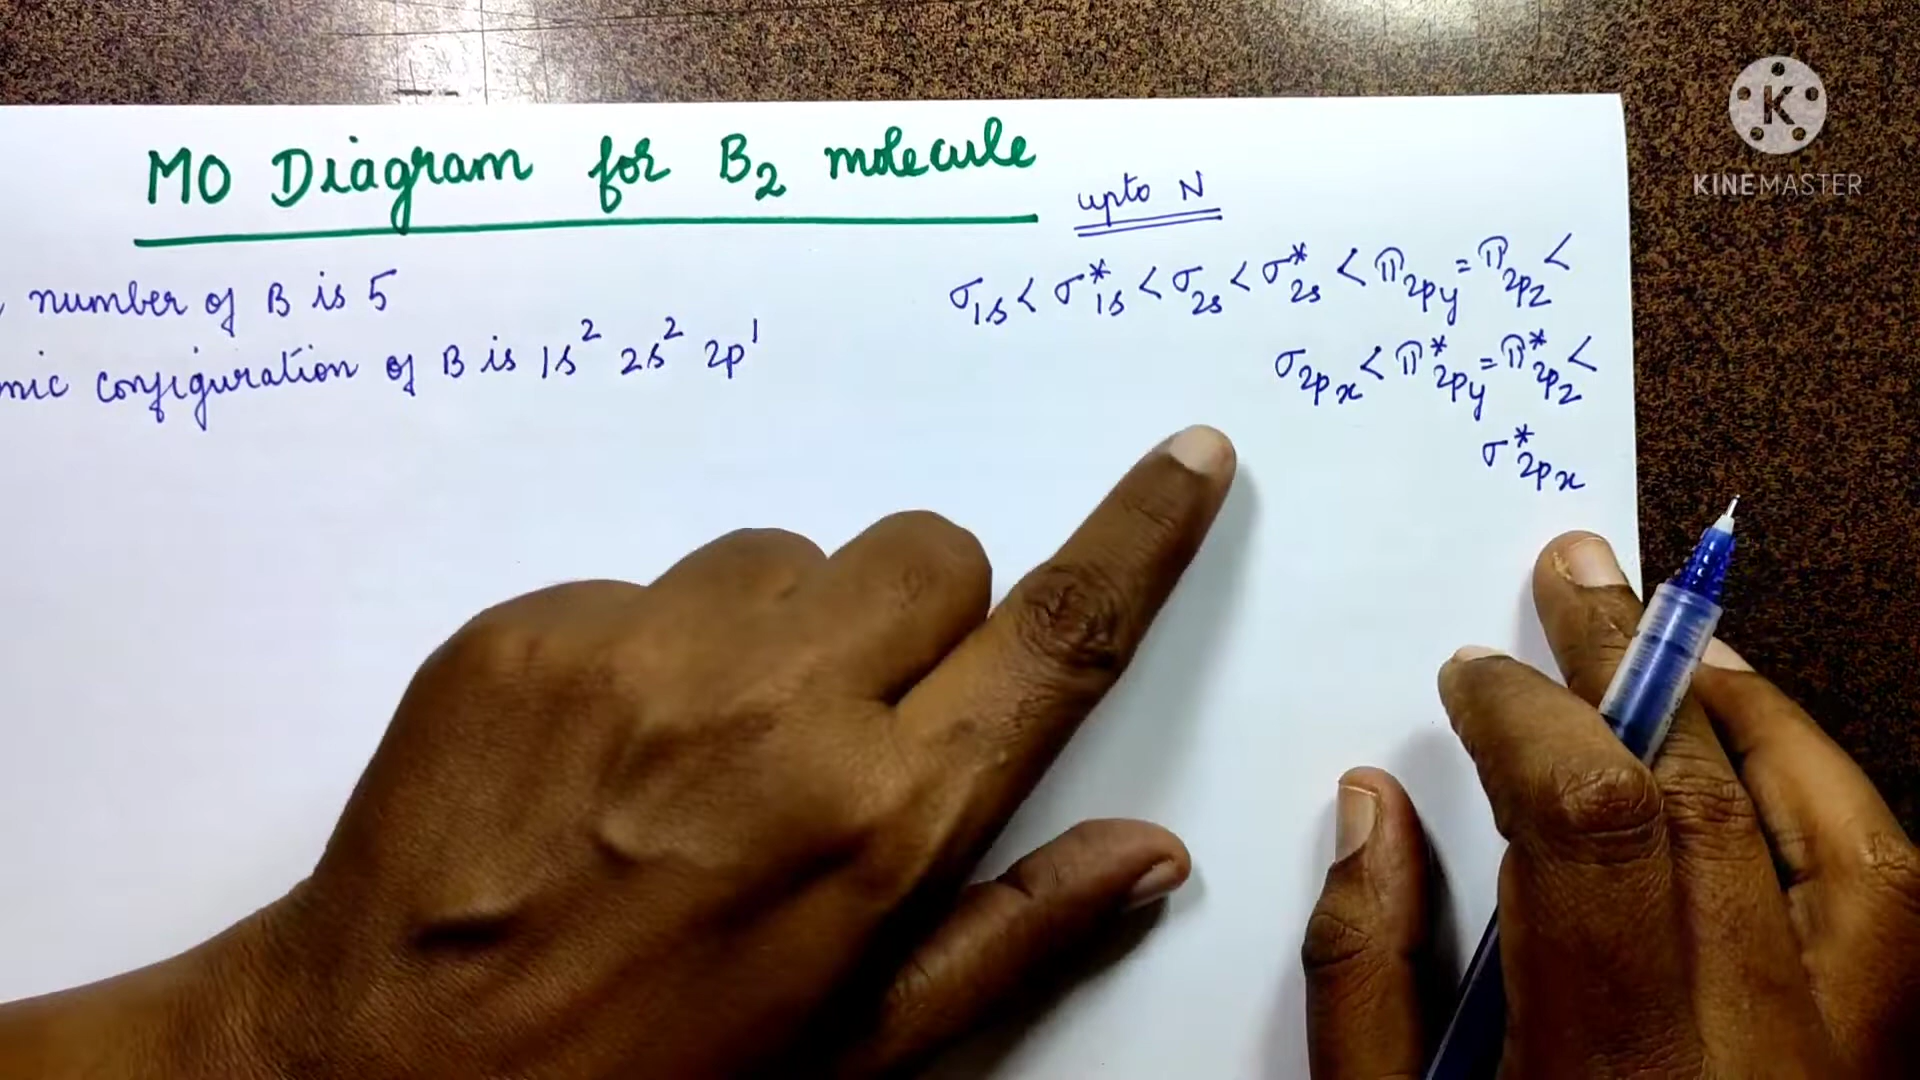 MO Diagram for B₂ molecule
upto N
number of B is 5
configuration of B is 1s² 2s² 2p¹
σ1s < σ*1s < σ2s < σ*2s < π2py = π2pz <
σ2px < π*2py = π*2pz <
σ*2px
K
KINEMASTER